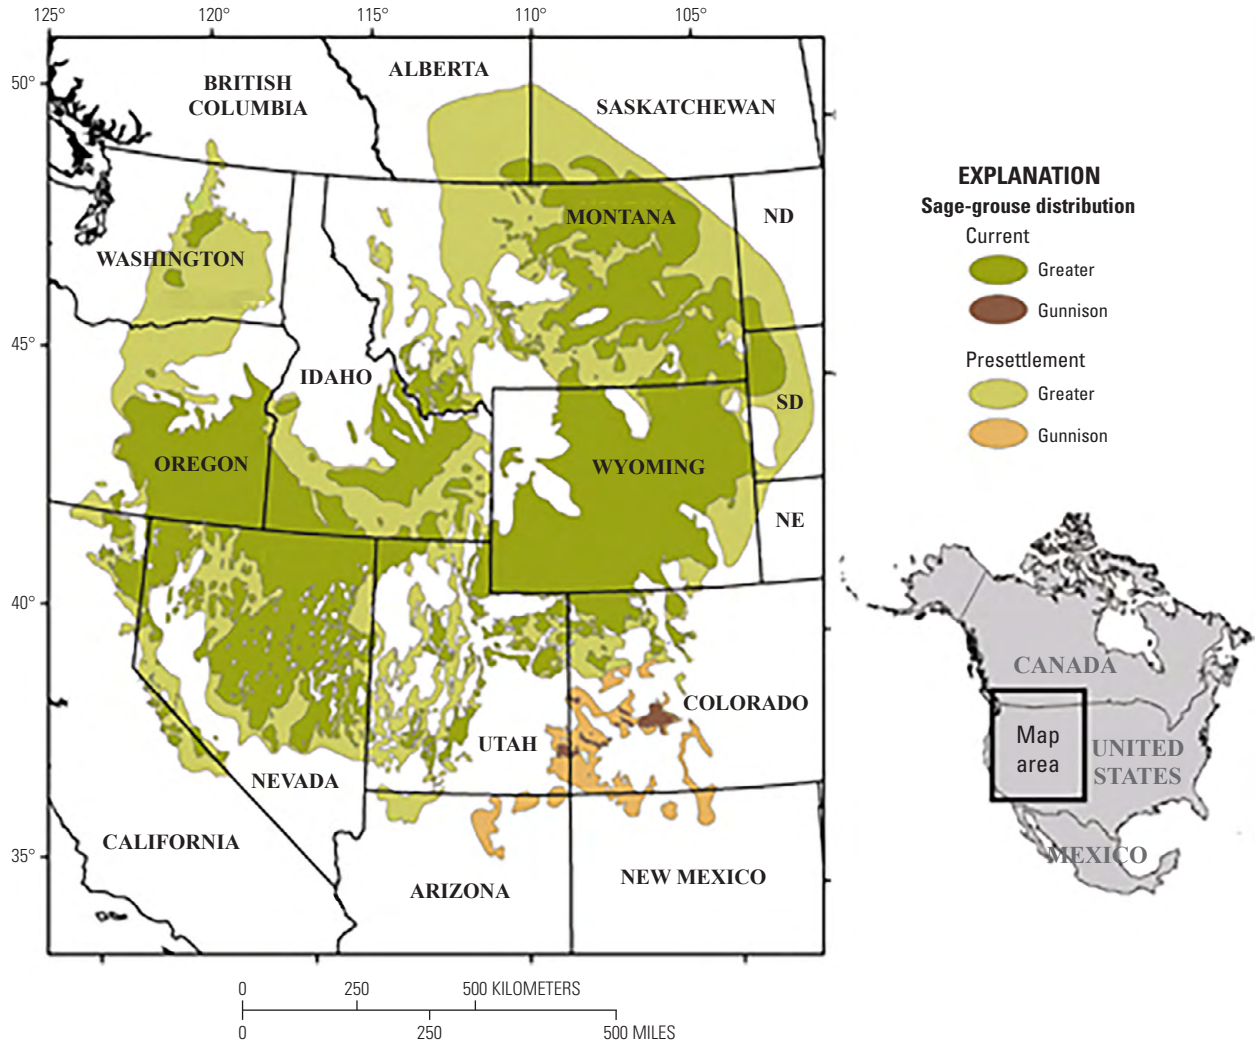 125° 120° 115° 110° 105°
50°
45°
40°
35°
BRITISH
COLUMBIA
ALBERTA
SASKATCHEWAN
WASHINGTON
MONTANA
ND
IDAHO
SD
OREGON
WYOMING
NE
NEVADA
UTAH
COLORADO
CALIFORNIA
ARIZONA
NEW MEXICO
0 250 500 KILOMETERS
0 250 500 MILES
EXPLANATION
Sage-grouse distribution
Current
Greater
Gunnison
Presettlement
Greater
Gunnison
CANADA
Map
area
UNITED
STATES
MEXICO